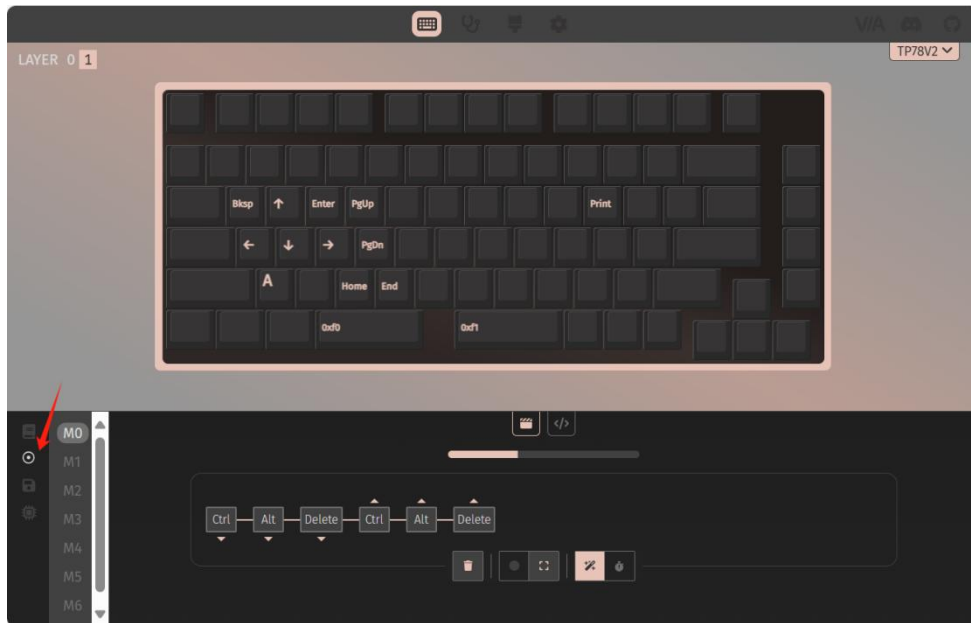 VIA
LAYER 0 1
TP78V2
Bksp ↑ Enter PgUp Print
← ↓ → PgDn
A Home End
0xf0 0xf1
M0
M1
M2
M3
M4
M5
M6
</>
Ctrl Alt Delete Ctrl Alt Delete